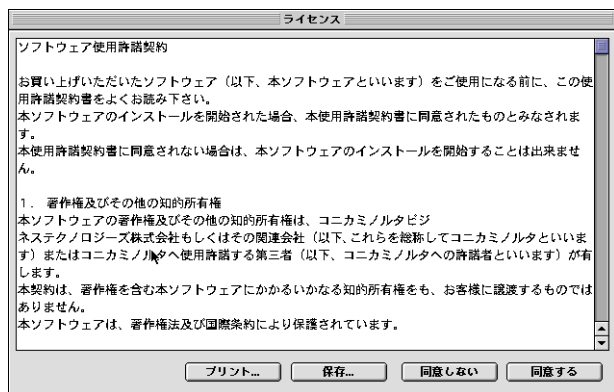 ライセンス
ソフトウェア使用許諾契約
お買い上げいただいたソフトウェア（以下、本ソフトウェアといいます）をご使用になる前に、この使
用許諾契約書をよくお読み下さい。
本ソフトウェアのインストールを開始された場合、本使用許諾契約書に同意されたものとみなされま
す。
本使用許諾契約書に同意されない場合は、本ソフトウェアのインストールを開始することは出来ませ
ん。
１． 著作権及びその他の知的所有権
本ソフトウェアの著作権及びその他の知的所有権は、コニカミノルタビジ
ネステクノロジーズ株式会社もしくはその関連会社（以下、これらを総称してコニカミノルタといいま
す）またはコニカミノルタへ使用許諾する第三者（以下、コニカミノルタへの許諾者といいます）が有
します。
本契約は、著作権を含む本ソフトウェアにかかるいかなる知的所有権をも、お客様に譲渡するものでは
ありません。
本ソフトウェアは、著作権法及び国際条約により保護されています。
プリント... 保存... 同意しない 同意する